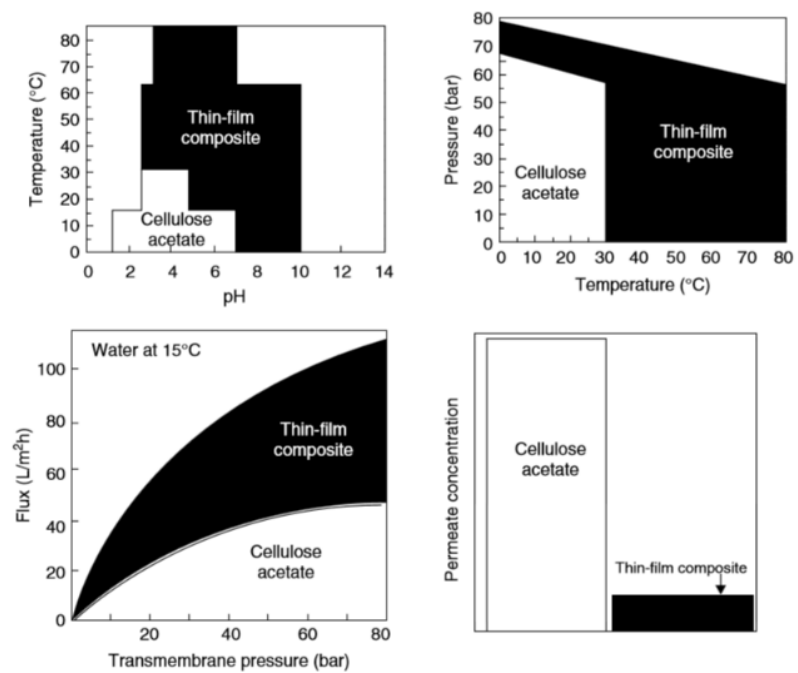 80
70
60
50
40
30
20
10
0
Temperature (°C)
Thin-film
composite
Cellulose
acetate
0 2 4 6 8 10 12 14
pH
80
70
60
50
40
30
20
10
0
Pressure (bar)
Thin-film
composite
Cellulose
acetate
0 10 20 30 40 50 60 70 80
Temperature (°C)
Water at 15°C
100
80
60
40
20
0
Flux (L/m²h)
Thin-film
composite
Cellulose
acetate
20 40 60 80
Transmembrane pressure (bar)
Permeate concentration
Cellulose
acetate
Thin-film composite